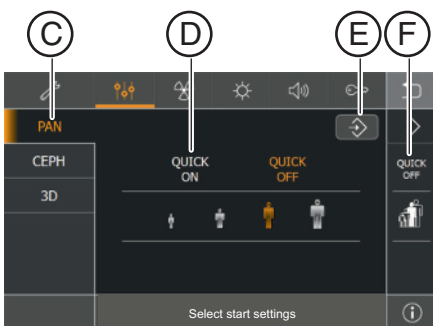 C D E F
PAN
CEPH
3D
QUICK
ON
QUICK
OFF
QUICK
OFF
Select start settings
i